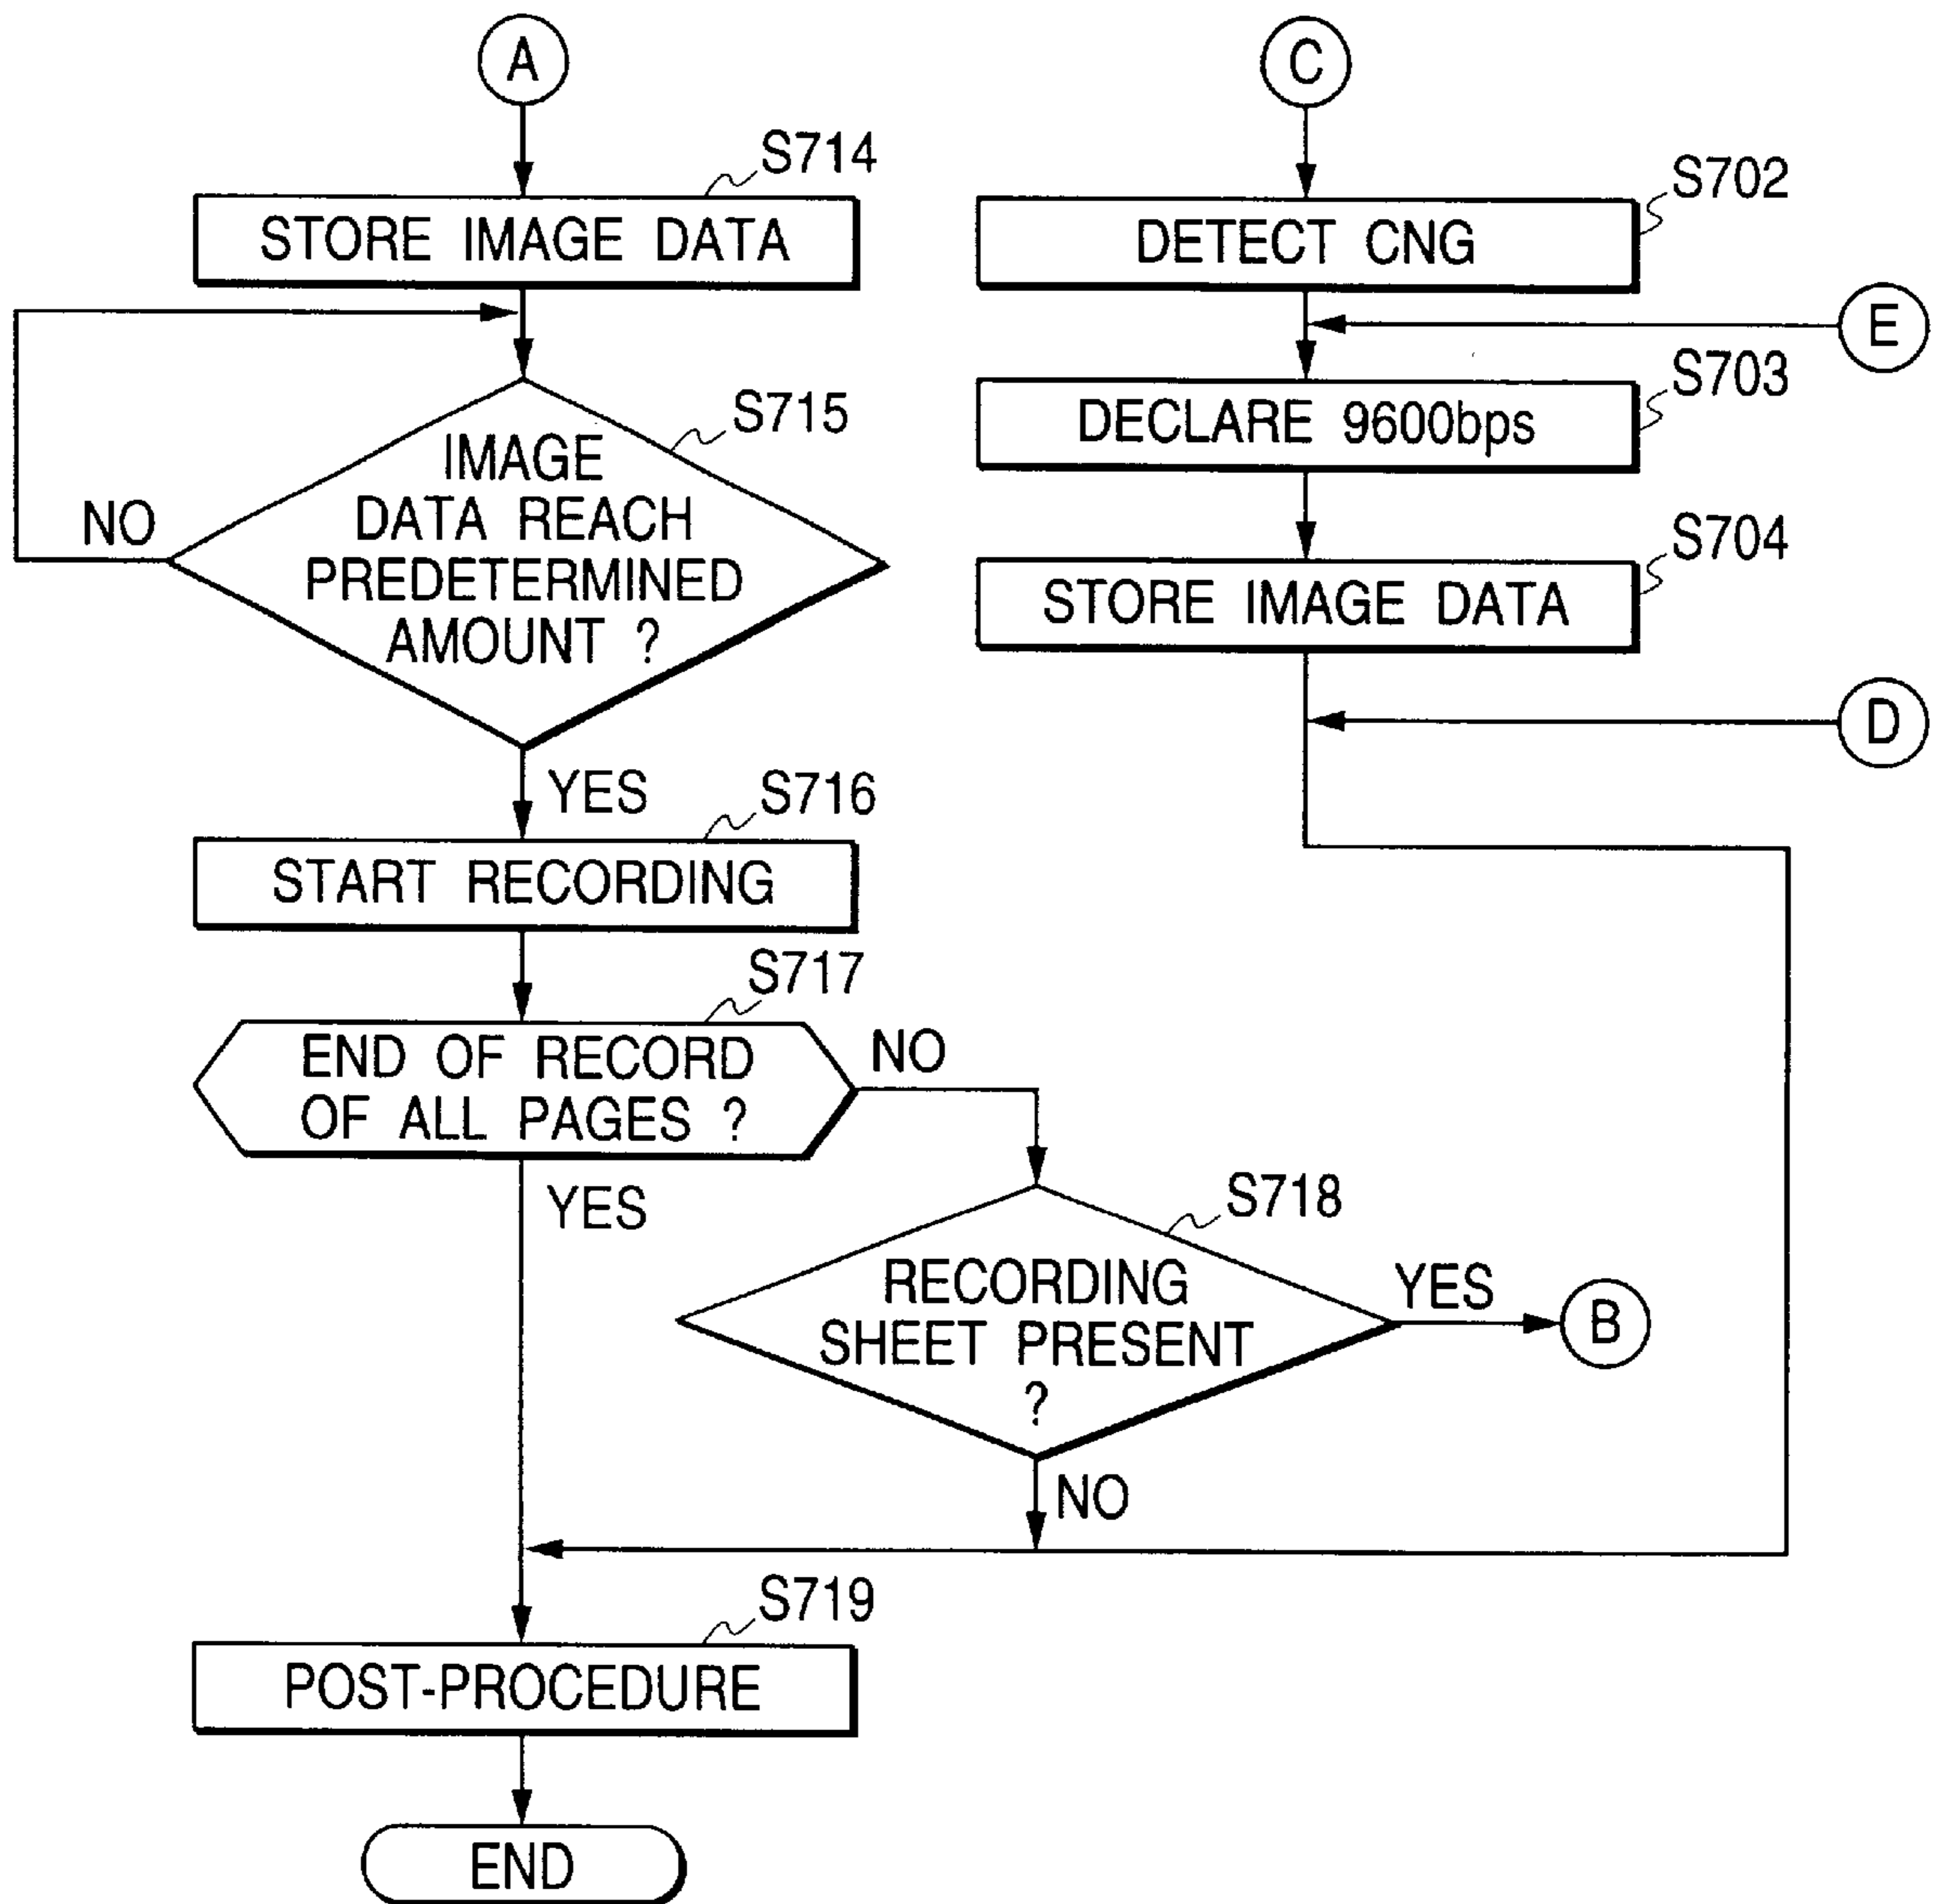 A
S714
STORE IMAGE DATA
S715
IMAGE
DATA REACH
PREDETERMINED
AMOUNT ?
NO
YES
S716
START RECORDING
S717
END OF RECORD
OF ALL PAGES ?
NO
YES
S718
RECORDING
SHEET PRESENT
?
YES
B
NO
S719
POST-PROCEDURE
END
C
S702
DETECT CNG
E
S703
DECLARE 9600bps
S704
STORE IMAGE DATA
D